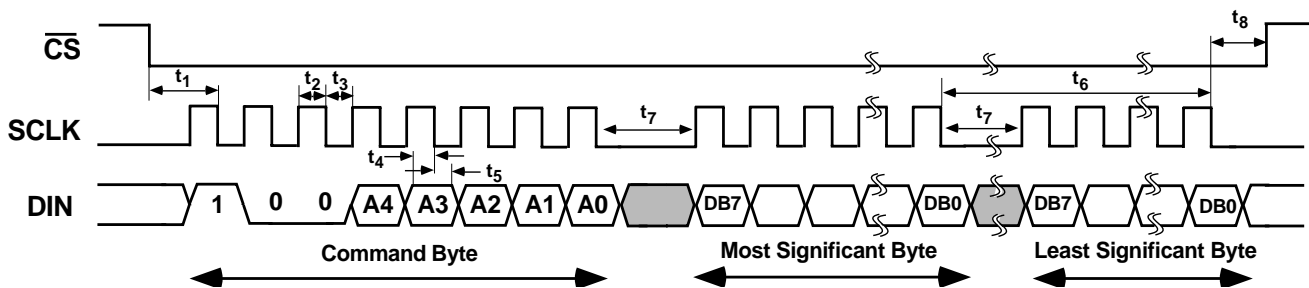 CS
t8
t1
t2 t3
t6
SCLK
t7
t7
t4
t5
DIN
1 0 0 A4 A3 A2 A1 A0 DB7 DB0 DB7 DB0
Command Byte
Most Significant Byte
Least Significant Byte